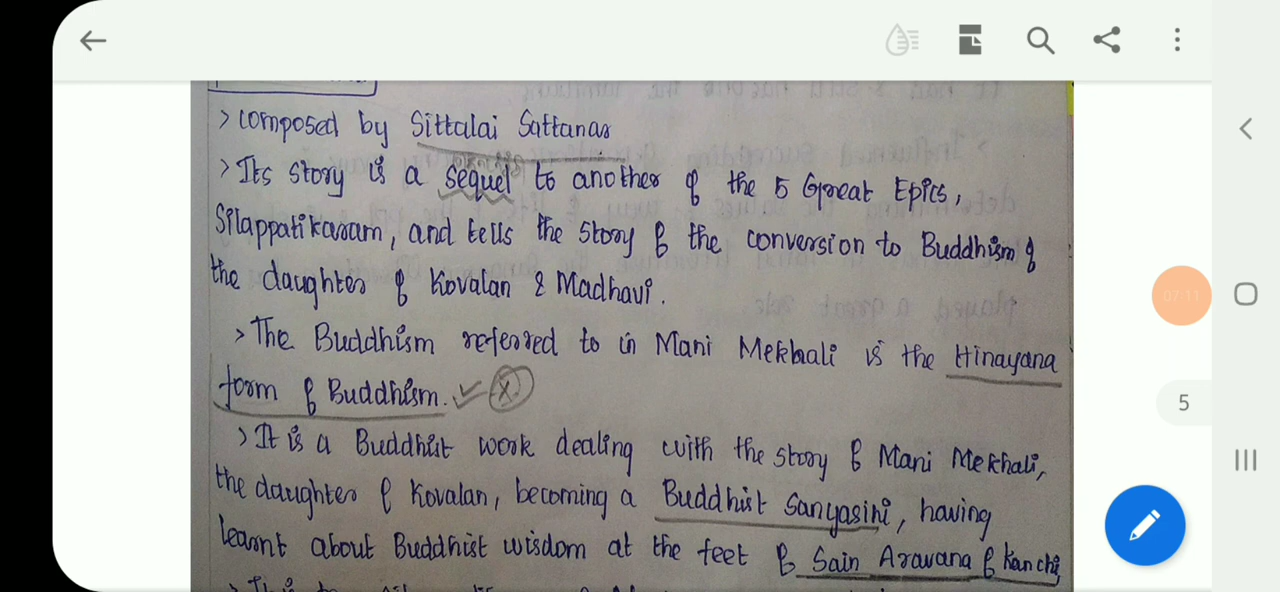 > composed by Sittalai Sattanar
> Its story is a sequel to another of the 5 Great Epics,
Silappatikaram, and tells the story of the conversion to Buddhism of
the daughter of Kovalan & Madhavi.
> The Buddhism referred to in Mani Mekhali is the Hinayana
form of Buddhism.
07:11
5
> It is a Buddhist work dealing with the story of Mani Mekhali,
the daughter of Kovalan, becoming a Buddhist Sanyasini, having
learnt about Buddhist wisdom at the feet of Sain Aravana of Kanchi,